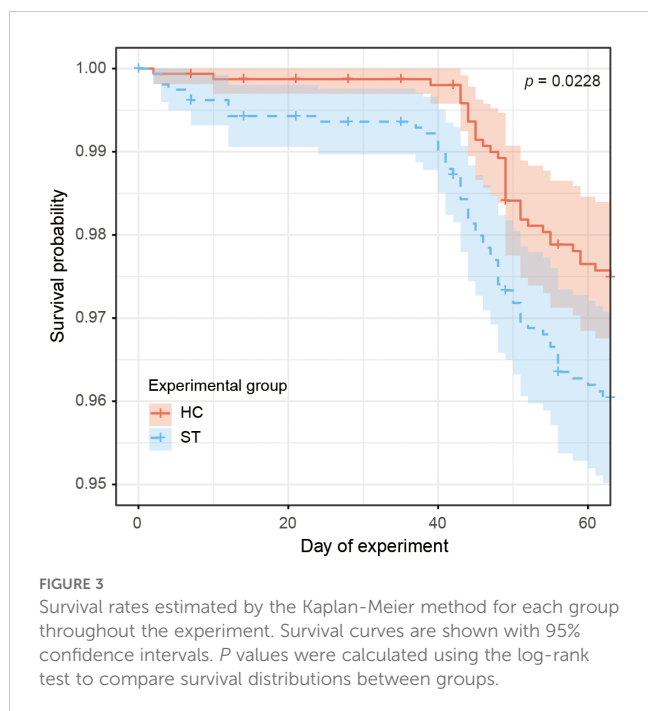 1.00
p = 0.0228
0.99
0.98
Survival probability
0.97
Experimental group
HC
0.96
ST
0.95
0 20 40 60
Day of experiment
FIGURE 3
Survival rates estimated by the Kaplan-Meier method for each group
throughout the experiment. Survival curves are shown with 95%
confidence intervals. P values were calculated using the log-rank
test to compare survival distributions between groups.